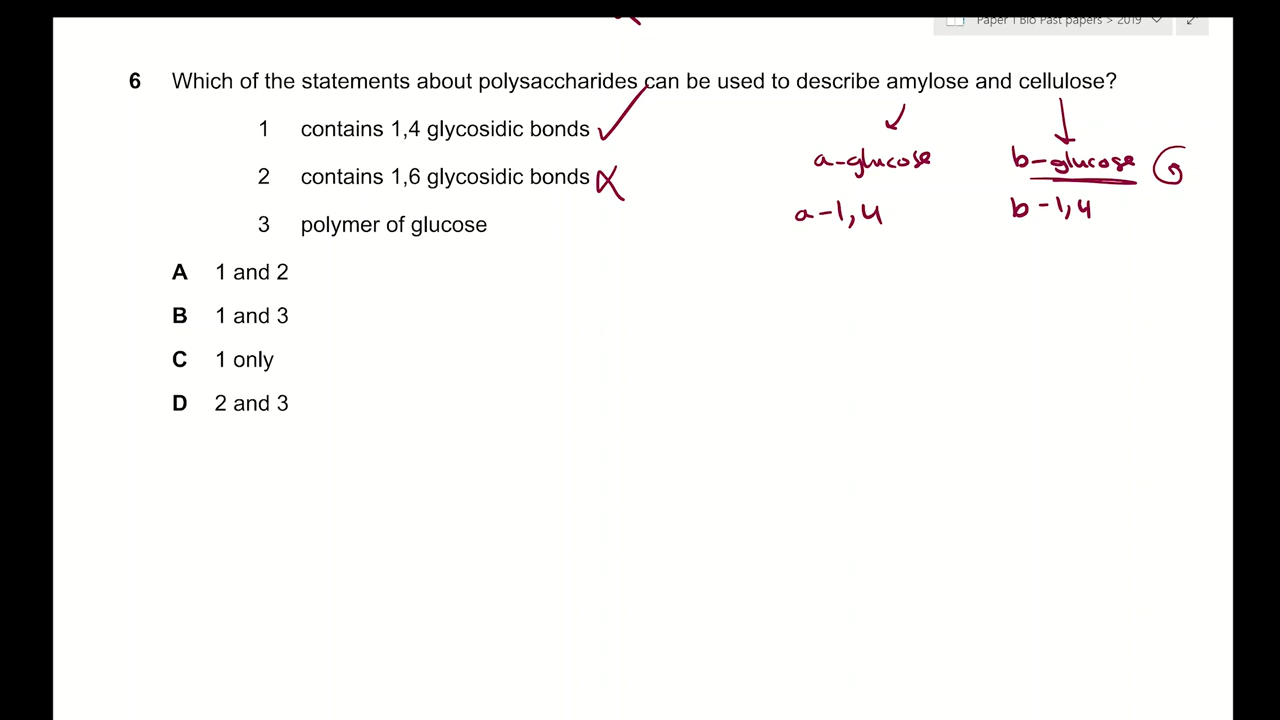 Paper 1 Bio Past papers > 2019
6 Which of the statements about polysaccharides can be used to describe amylose and cellulose?
1 contains 1,4 glycosidic bonds
2 contains 1,6 glycosidic bonds
3 polymer of glucose
a-glucose b-glucose
a-1,4 b-1,4
A 1 and 2
B 1 and 3
C 1 only
D 2 and 3